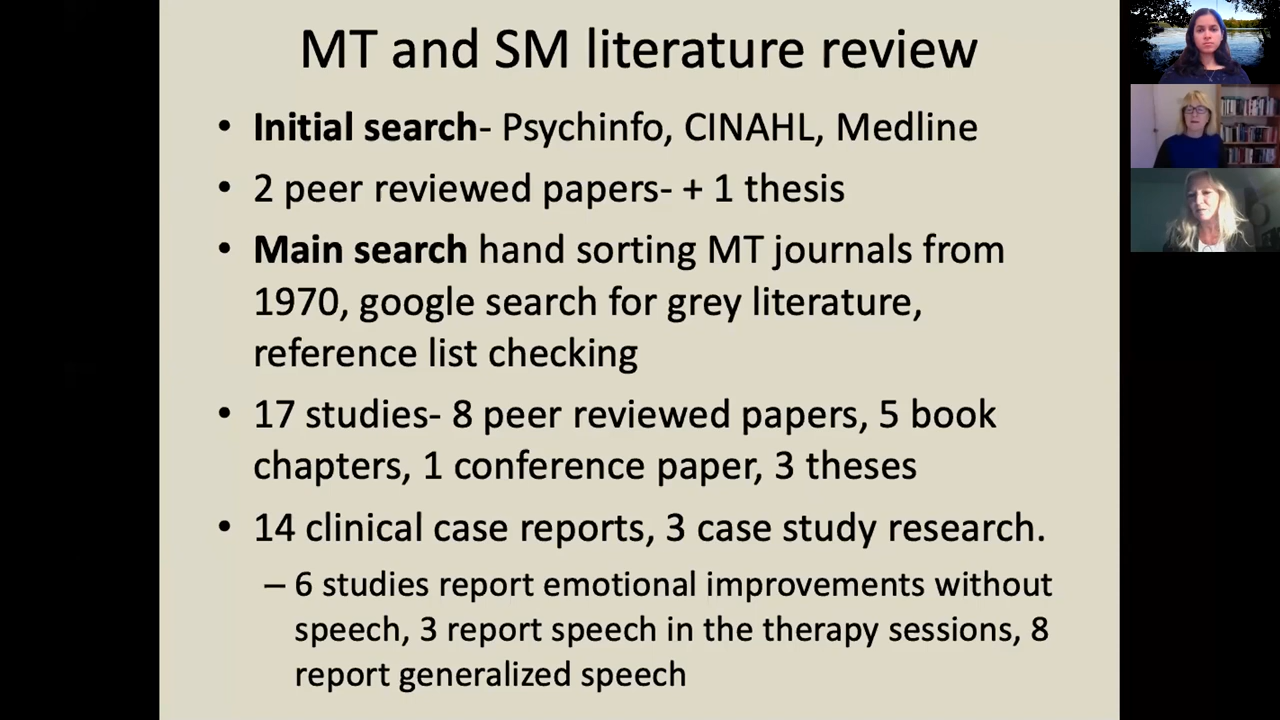 MT and SM literature review
• Initial search- Psychinfo, CINAHL, Medline
• 2 peer reviewed papers- + 1 thesis
• Main search hand sorting MT journals from
1970, google search for grey literature,
reference list checking
• 17 studies- 8 peer reviewed papers, 5 book
chapters, 1 conference paper, 3 theses
• 14 clinical case reports, 3 case study research.
– 6 studies report emotional improvements without
speech, 3 report speech in the therapy sessions, 8
report generalized speech